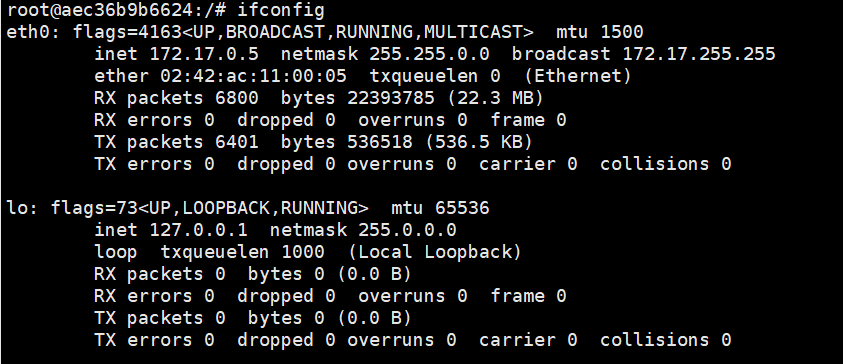 root@aec36b9b6624:/# ifconfig
eth0: flags=4163<UP,BROADCAST,RUNNING,MULTICAST>  mtu 1500
        inet 172.17.0.5  netmask 255.255.0.0  broadcast 172.17.255.255
        ether 02:42:ac:11:00:05  txqueuelen 0  (Ethernet)
        RX packets 6800  bytes 22393785 (22.3 MB)
        RX errors 0  dropped 0  overruns 0  frame 0
        TX packets 6401  bytes 536518 (536.5 KB)
        TX errors 0  dropped 0 overruns 0  carrier 0  collisions 0

lo: flags=73<UP,LOOPBACK,RUNNING>  mtu 65536
        inet 127.0.0.1  netmask 255.0.0.0
        loop  txqueuelen 1000  (Local Loopback)
        RX packets 0  bytes 0 (0.0 B)
        RX errors 0  dropped 0  overruns 0  frame 0
        TX packets 0  bytes 0 (0.0 B)
        TX errors 0  dropped 0 overruns 0  carrier 0  collisions 0